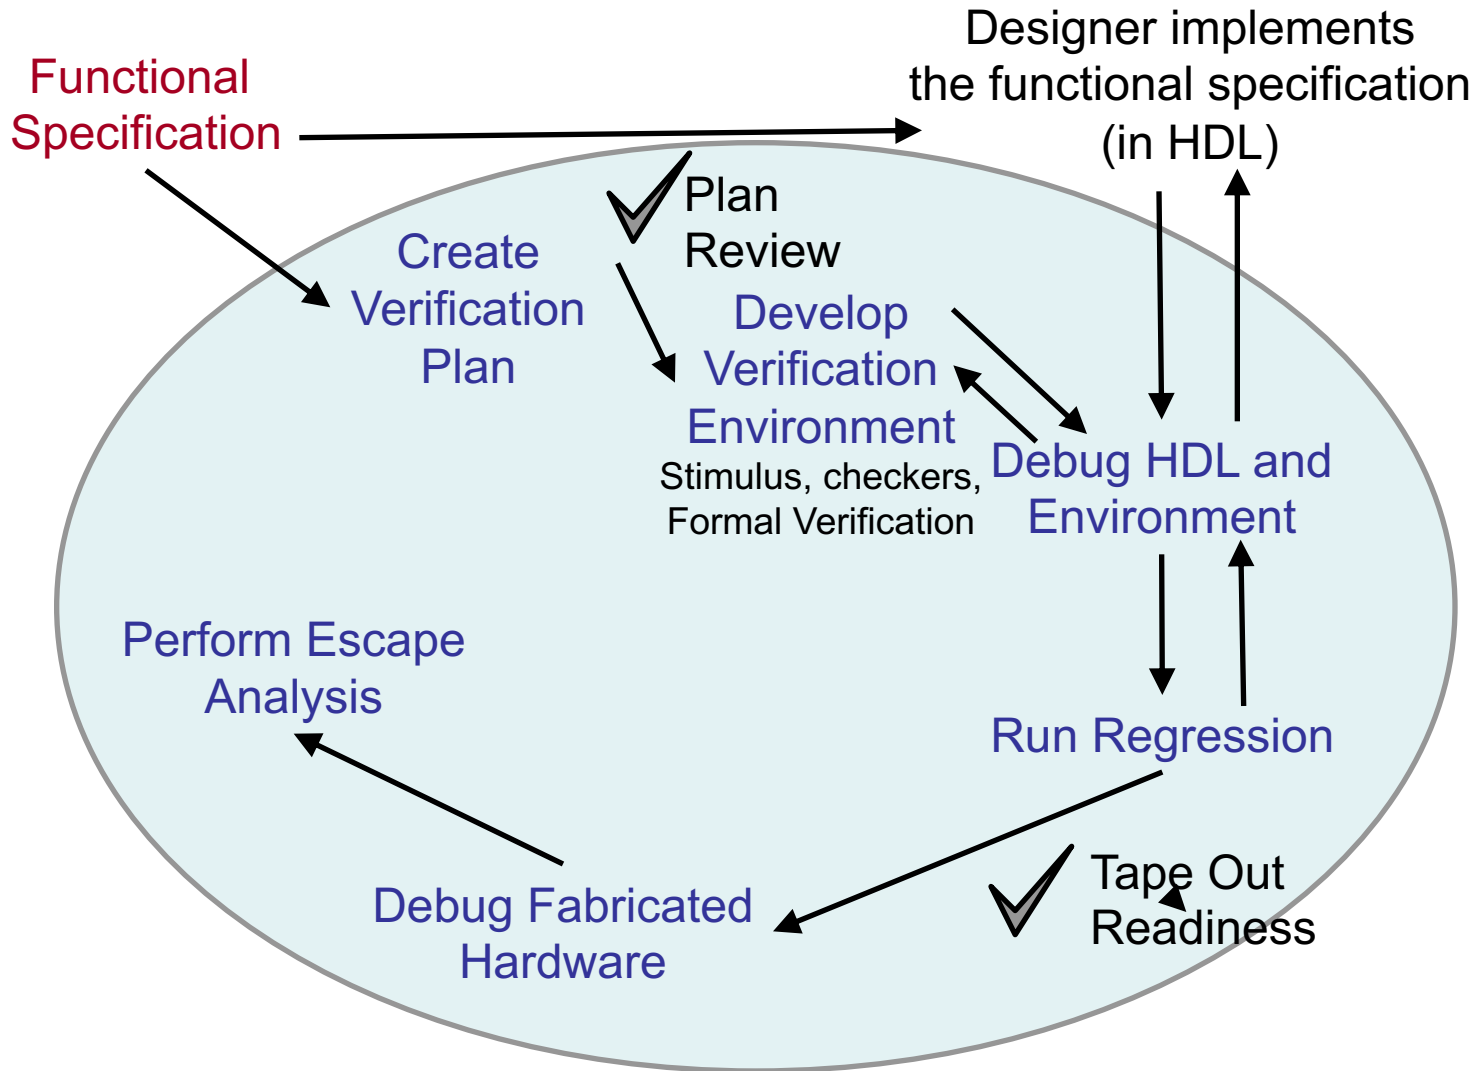 Functional
Specification
Designer implements
the functional specification
(in HDL)
Plan
Review
Create
Verification
Plan
Develop
Verification
Environment
Stimulus, checkers,
Formal Verification
Debug HDL and
Environment
Run Regression
Tape Out
Readiness
Debug Fabricated
Hardware
Perform Escape
Analysis